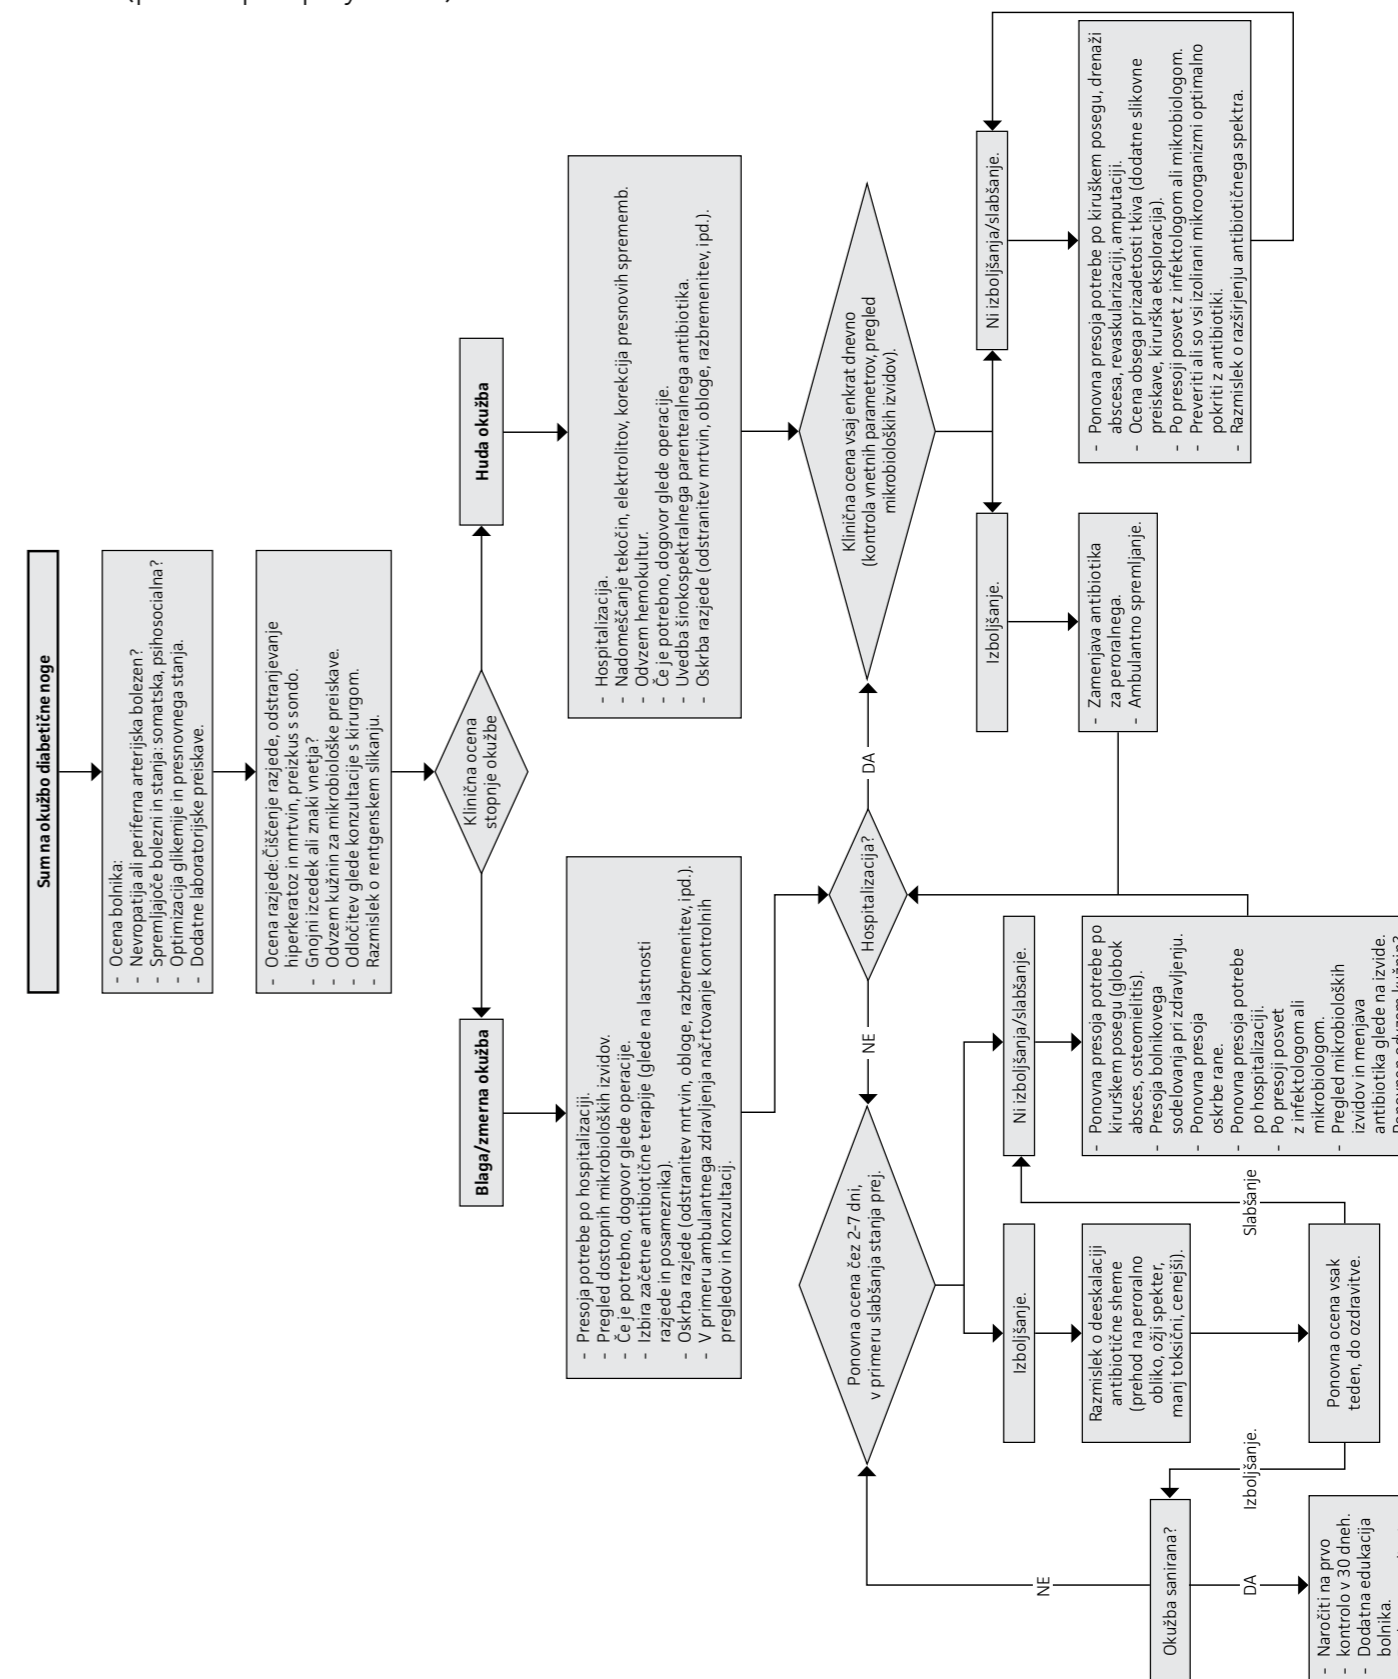 Sum na okužbo diabetične noge
- Ocena bolnika:
- Nevropatija ali periferna arterijska bolezen?
- Spremljajoče bolezni in stanja: somatska, psihosocialna?
- Optimizacija glikemije in presnovnega stanja.
- Dodatne laboratorijske preiskave.
- Ocena razjede:Čiščenje razjede, odstranjevanje
hiperkeratoz in mrtvin, preizkus s sondo.
- Gnojni izcedek ali znaki vnetja?
- Odvzem kužnin za mikrobiološke preiskave.
- Odločitev glede konzultacije s kirurgom.
- Razmislek o rentgenskem slikanju.
Klinična ocena
stopnje okužbe
Blaga/zmerna okužba
Huda okužba
- Presoja potrebe po hospitalizaciji.
- Pregled dostopnih mikrobioloških izvidov.
- Če je potrebno, dogovor glede operacije.
- Izbira začetne antibiotične terapije (glede na lastnosti
razjede in posameznika).
- Oskrba razjede (odstranitev mrtvin, obloge, razbremenitev, ipd.).
- V primeru ambulantnega zdravljenja načrtovanje kontrolnih
pregledov in konzultacij.
- Hospitalizacija.
- Nadomeščanje tekočin, elektrolitov, korekcija presnovih sprememb.
- Odvzem hemokultur.
- Če je potrebno, dogovor glede operacije.
- Uvedba širokospektralnega parenteralnega antibiotika.
- Oskrba razjede (odstranitev mrtvin, obloge, razbremenitev, ipd.).
Ponovna ocena čez 2-7 dni,
v primeru slabšanja stanja prej.
NE
Hospitalizacija?
DA
Klinična ocena vsaj enkrat dnevno
(kontrola vnetnih parametrov, pregled
mikrobioloških izvidov).
Izboljšanje.
Ni izboljšanja/slabšanje.
Izboljšanje.
Ni izboljšanja/slabšanje.
Razmislek o deeskalaciji
antibiotične sheme
(prehod na peroralno
obliko, ožji spekter,
manj toksični, cenejši).
- Ponovna presoja potrebe po
kirurškem posegu (globok
absces, osteomielitis).
- Presoja bolnikovega
sodelovanja pri zdravljenju.
- Ponovna presoja
oskrbe rane.
- Ponovna presoja potrebe
po hospitalizaciji.
- Po presoji posvet
z infektologom ali
mikrobiologom.
- Pregled mikrobioloških
izvidov in menjava
antibiotika glede na izvide.
- Zamenjava antibiotika
za peroralnega.
- Ambulantno spremljanje.
- Ponovna presoja potrebe po kiruškem posegu, drenaži
abscesa, revaskularizaciji, amputaciji.
- Ocena obsega prizadetosti tkiva (dodatne slikovne
preiskave, kirurška eksploracija).
- Po presoji posvet z infektologom ali mikrobiologom.
- Preveriti ali so vsi izolirani mikroorganizmi optimalno
pokriti z antibiotiki.
- Razmislek o razširjenju antibiotičnega spektra.
NE
Okužba sanirana?
DA
Izboljšanje.
Slabšanje
Ponovna ocena vsak
teden, do ozdravitve.
- Naročiti na prvo
kontrolo v 30 dneh.
- Dodatna edukacija
bolnika.